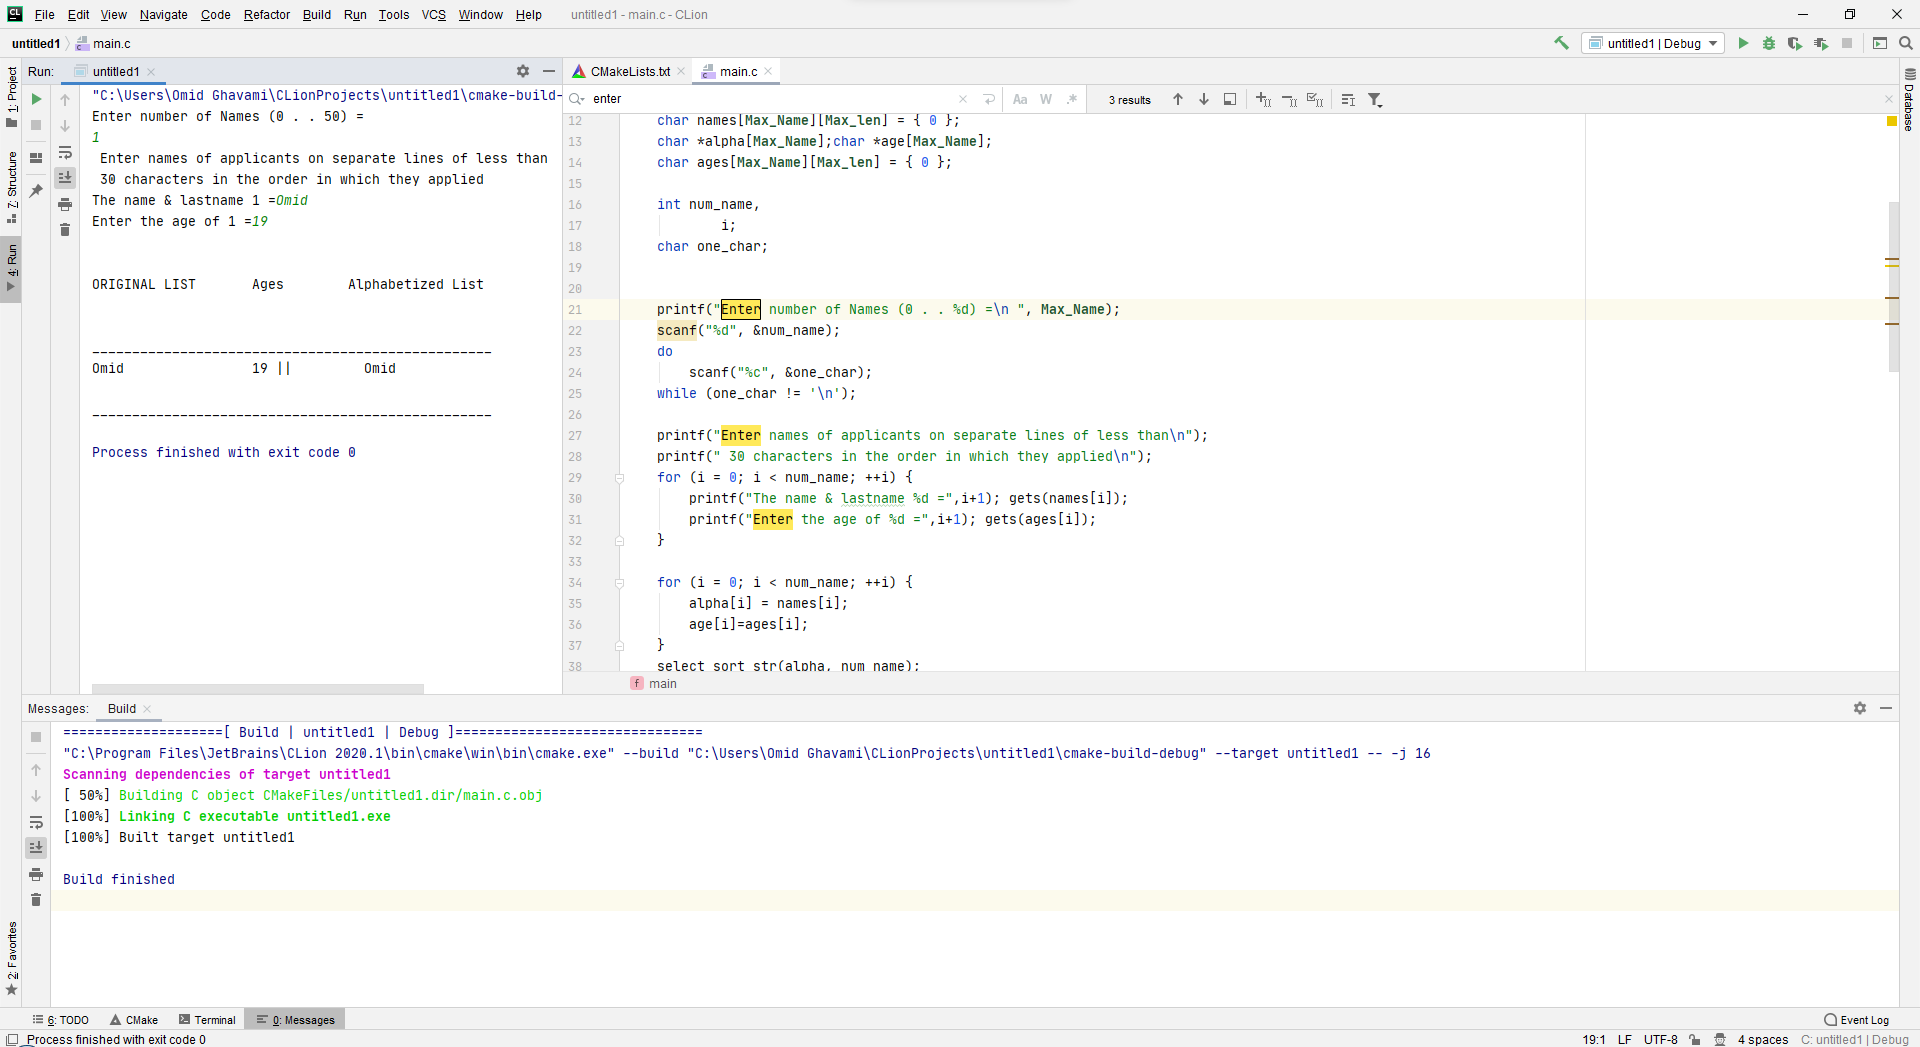 CL File Edit View Navigate Code Refactor Build Run Tools VCS Window Help untitled1 - main.c - CLion
untitled1 main.c untitled1 | Debug
Run: untitled1
"C:\Users\Omid Ghavami\CLionProjects\untitled1\cmake-build-
Enter number of Names (0 . . 50) =
1
Enter names of applicants on separate lines of less than
30 characters in the order in which they applied
The name & lastname 1 =Omid
Enter the age of 1 =19
ORIGINAL LIST Ages Alphabetized List
--------------------------------------------------
Omid 19 || Omid
--------------------------------------------------
Process finished with exit code 0
CMakeLists.txt main.c
enter Aa W .* 3 results
12 char names[Max_Name][Max_len] = { 0 };
13 char *alpha[Max_Name];char *age[Max_Name];
14 char ages[Max_Name][Max_len] = { 0 };
15
16 int num_name,
17 i;
18 char one_char;
19
20
21 printf("Enter number of Names (0 . . %d) =\n ", Max_Name);
22 scanf("%d", &num_name);
23 do
24 scanf("%c", &one_char);
25 while (one_char != '\n');
26
27 printf("Enter names of applicants on separate lines of less than\n");
28 printf(" 30 characters in the order in which they applied\n");
29 for (i = 0; i < num_name; ++i) {
30 printf("The name & lastname %d =",i+1); gets(names[i]);
31 printf("Enter the age of %d =",i+1); gets(ages[i]);
32 }
33
34 for (i = 0; i < num_name; ++i) {
35 alpha[i] = names[i];
36 age[i]=ages[i];
37 }
38 select_sort_str(alpha, num_name);
f main
1: Project
7: Structure
4: Run
2: Favorites
Database
Messages: Build
====================[ Build | untitled1 | Debug ]===============================
"C:\Program Files\JetBrains\CLion 2020.1\bin\cmake\win\bin\cmake.exe" --build "C:\Users\Omid Ghavami\CLionProjects\untitled1\cmake-build-debug" --target untitled1 -- -j 16
Scanning dependencies of target untitled1
[ 50%] Building C object CMakeFiles/untitled1.dir/main.c.obj
[100%] Linking C executable untitled1.exe
[100%] Built target untitled1
Build finished
6: TODO CMake Terminal 0: Messages Event Log
Process finished with exit code 0 19:1 LF UTF-8 4 spaces C: untitled1 | Debug